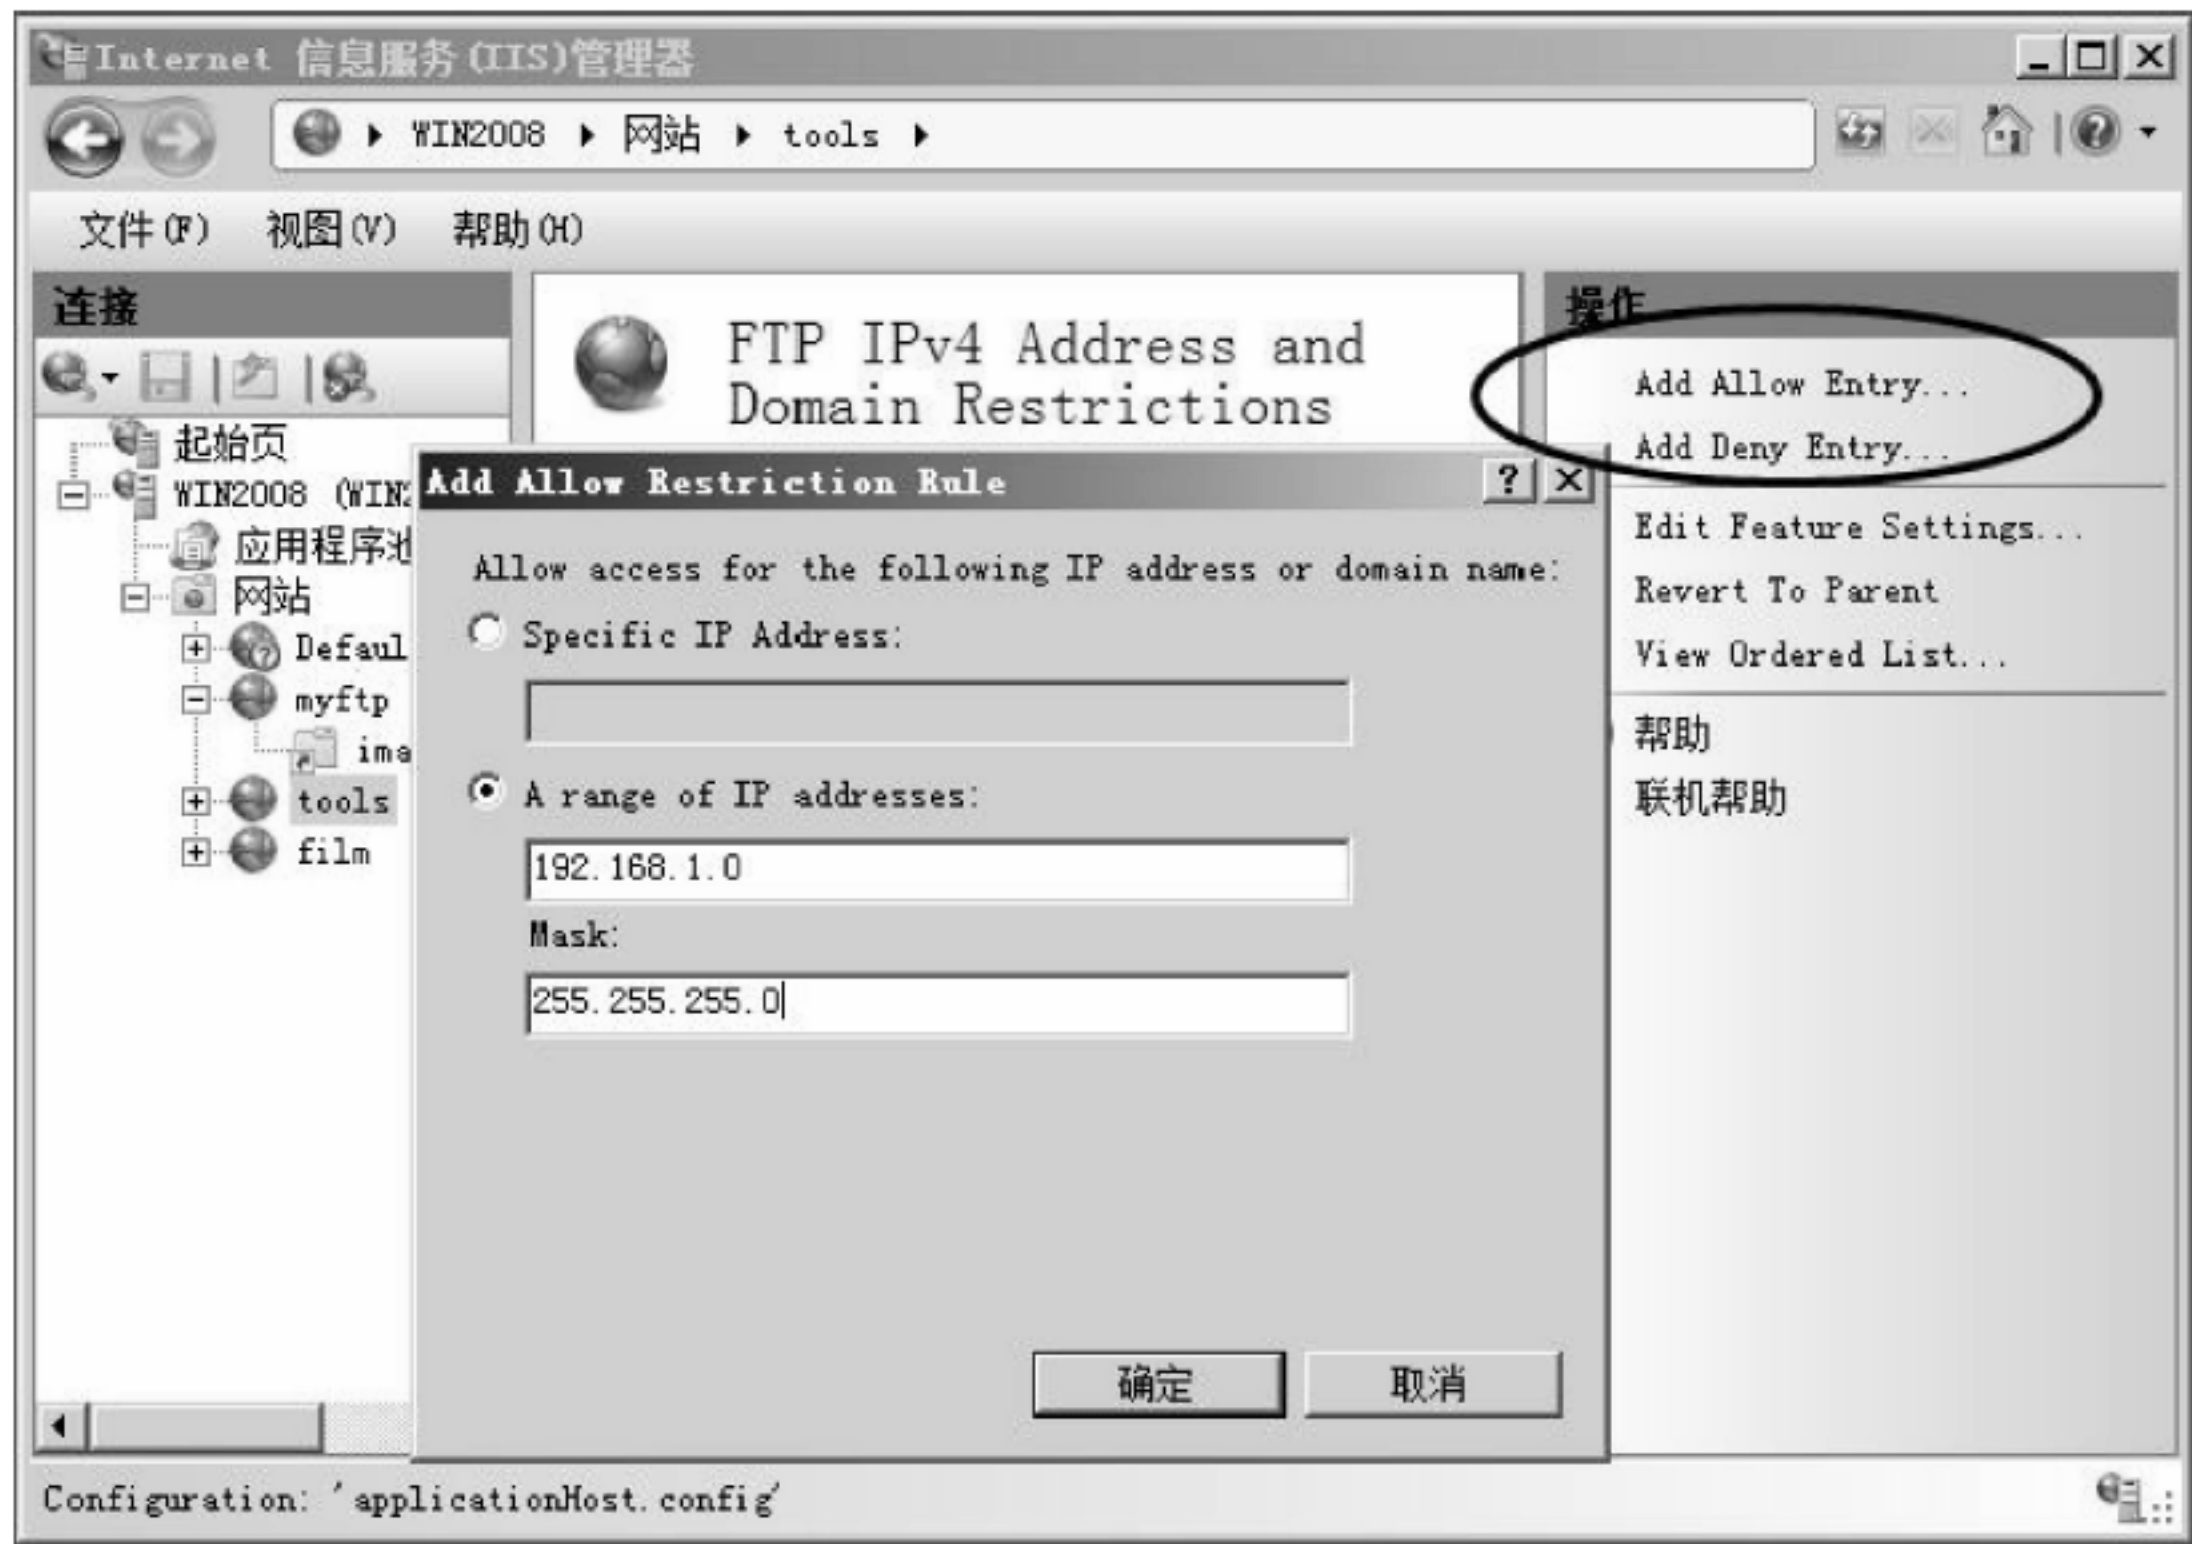 Internet 信息服务(IIS)管理器
WIN2008 网站 tools
文件(F) 视图(V) 帮助(H)
连接
起始页
WIN2008 (WIN2
应用程序池
网站
Defaul
myftp
ima
tools
film
FTP IPv4 Address and
Domain Restrictions
Add Allow Restriction Rule
Allow access for the following IP address or domain name:
Specific IP Address:
A range of IP addresses:
192.168.1.0
Mask:
255.255.255.0
确定 取消
操作
Add Allow Entry...
Add Deny Entry...
Edit Feature Settings...
Revert To Parent
View Ordered List...
帮助
联机帮助
Configuration: 'applicationHost.config'